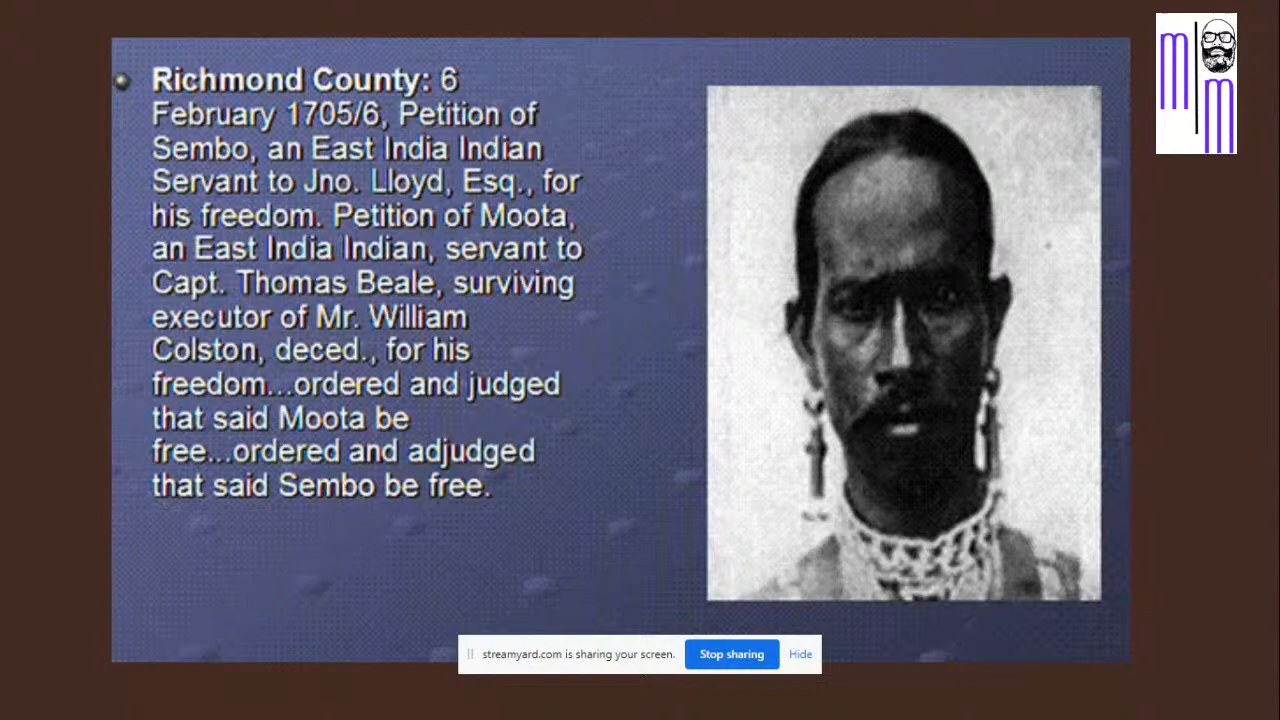 Richmond County: 6
February 1705/6, Petition of
Sembo, an East India Indian
Servant to Jno. Lloyd, Esq., for
his freedom. Petition of Moota,
an East India Indian, servant to
Capt. Thomas Beale, surviving
executor of Mr. William
Colston, deced., for his
freedom...ordered and judged
that said Moota be
free...ordered and adjudged
that said Sembo be free.
m
m
streamyard.com is sharing your screen. Stop sharing Hide